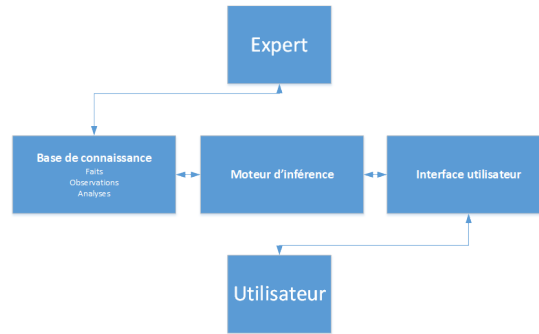 Expert
Base de connaissance
Faits
Observations
Analyses
Moteur d'inférence
Interface utilisateur
Utilisateur